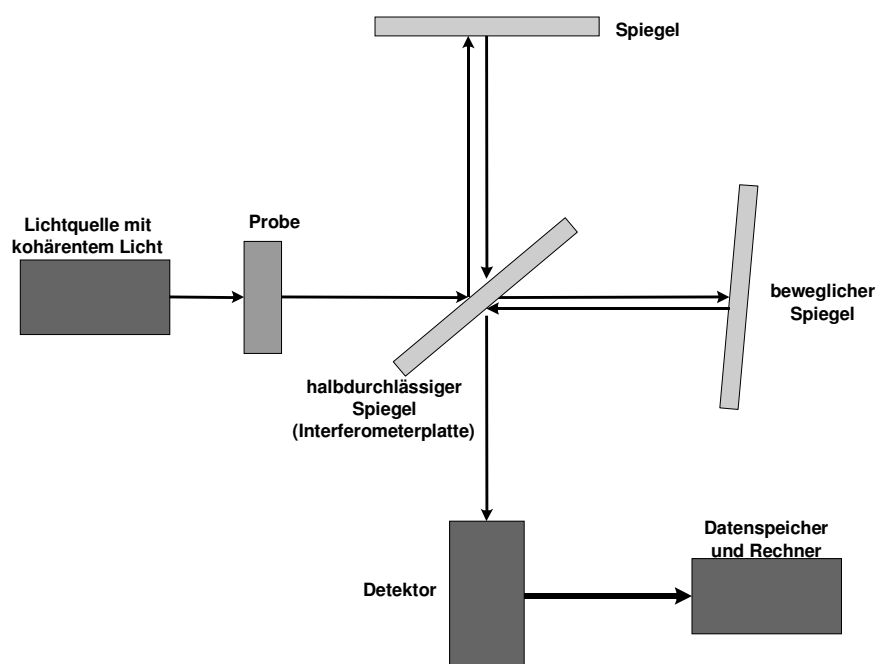 Spiegel
Lichtquelle mit
kohärentem Licht
Probe
beweglicher
Spiegel
halbdurchlässiger
Spiegel
(Interferometerplatte)
Datenspeicher
und Rechner
Detektor